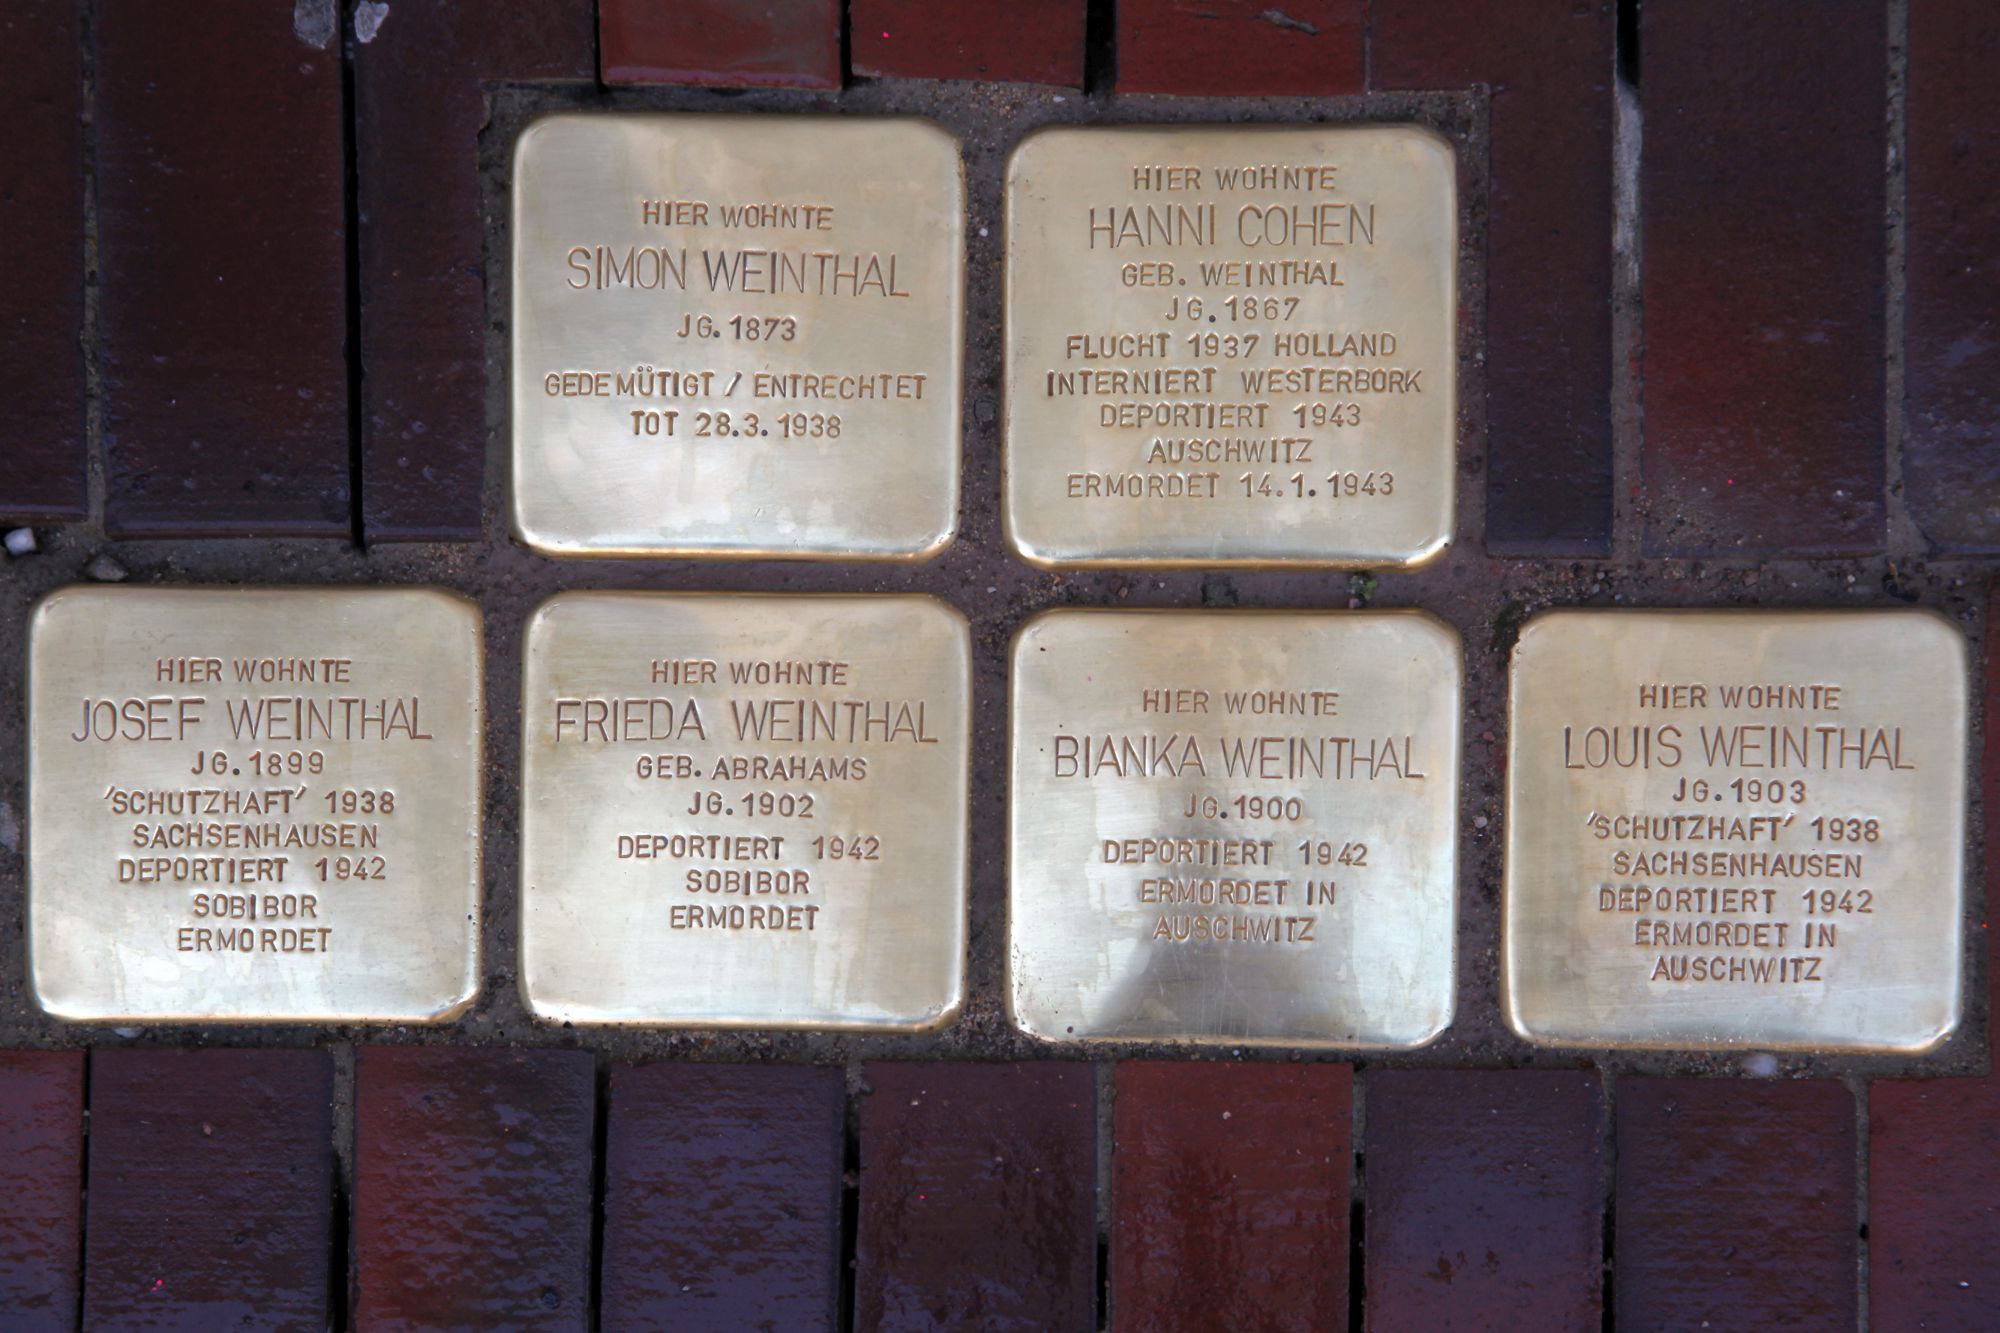 HIER WOHNTE
SIMON WEINTHAL
JG. 1873
GEDEMÜTIGT / ENTRECHTET
TOT 28.3.1938
HIER WOHNTE
HANNI COHEN
GEB. WEINTHAL
JG. 1867
FLUCHT 1937 HOLLAND
INTERNIERT WESTERBORK
DEPORTIERT 1943
AUSCHWITZ
ERMORDET 14.1.1943
HIER WOHNTE
JOSEF WEINTHAL
JG. 1899
'SCHUTZHAFT' 1938
SACHSENHAUSEN
DEPORTIERT 1942
SOBIBOR
ERMORDET
HIER WOHNTE
FRIEDA WEINTHAL
GEB. ABRAHAMS
JG. 1902
DEPORTIERT 1942
SOBIBOR
ERMORDET
HIER WOHNTE
BIANKA WEINTHAL
JG. 1900
DEPORTIERT 1942
ERMORDET IN
AUSCHWITZ
HIER WOHNTE
LOUIS WEINTHAL
JG. 1903
'SCHUTZHAFT' 1938
SACHSENHAUSEN
DEPORTIERT 1942
ERMORDET IN
AUSCHWITZ